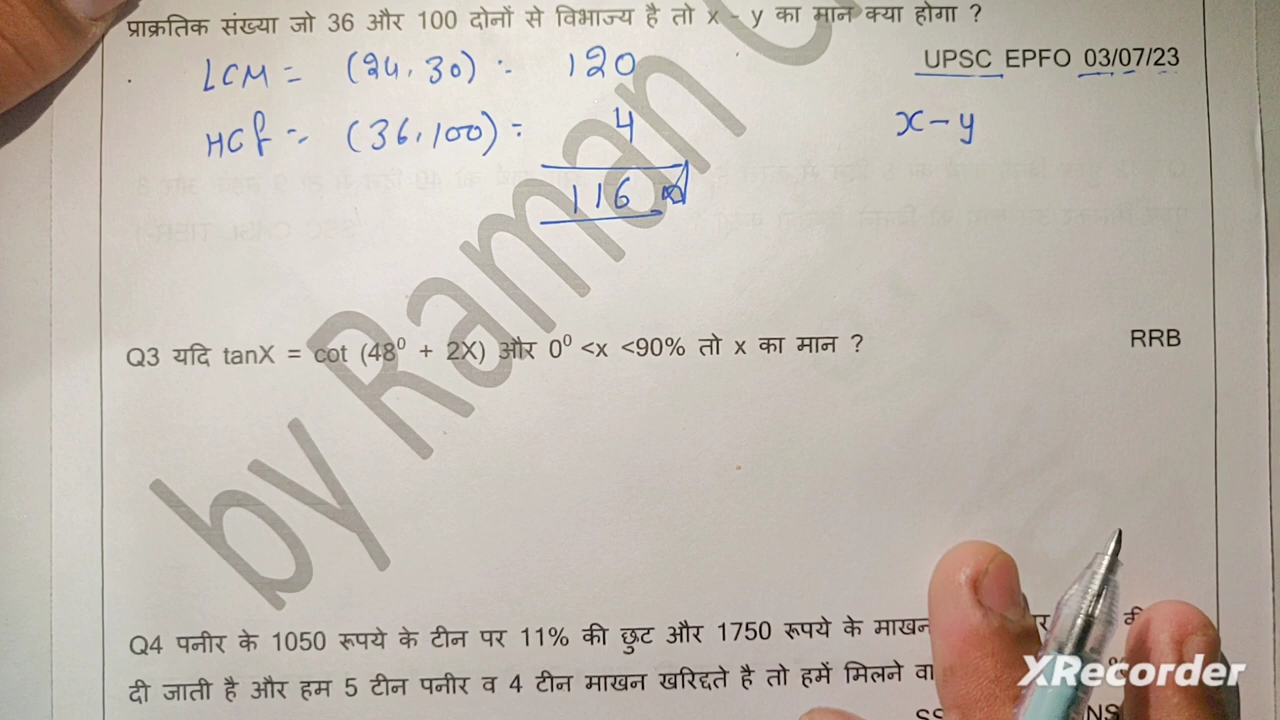 प्राक्रतिक संख्या जो 36 और 100 दोनों से विभाज्य है तो x - y का मान क्या होगा ?
UPSC EPFO 03/07/23
LCM = (24,30) : 120
HCF = (36,100) = 4
x-y
116
Q3 यदि tanX = cot (48⁰ + 2X) और 0⁰ <x <90% तो x का मान ?
RRB
by Raman
Q4 पनीर के 1050 रूपये के टीन पर 11% की छुट और 1750 रूपये के माखन
दी जाती है और हम 5 टीन पनीर व 4 टीन माखन खरिद्दते है तो हमें मिलने
XRecorder